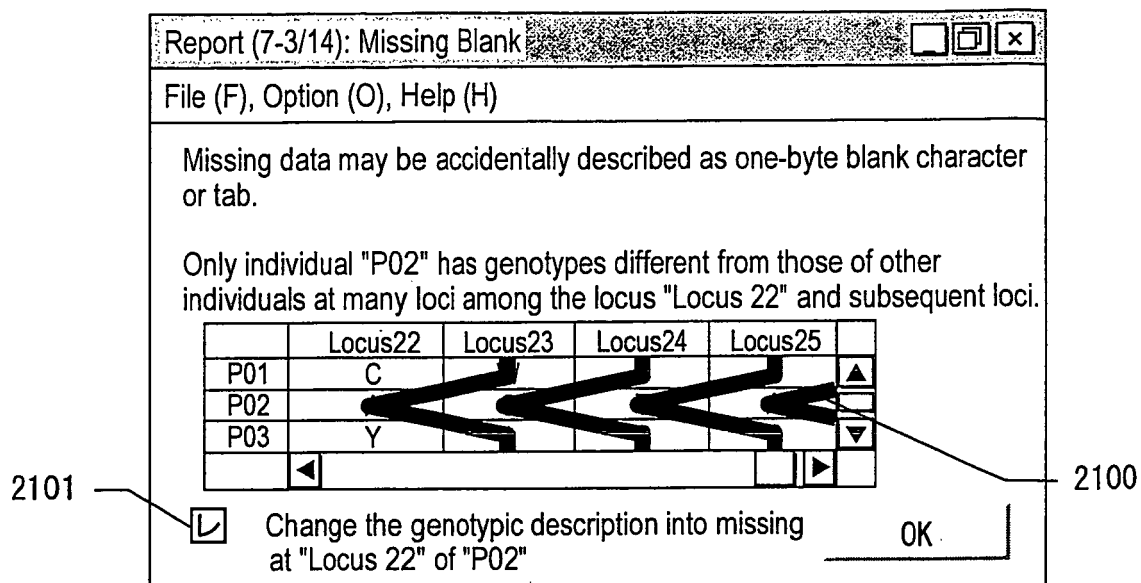 Report (7-3/14): Missing Blank
File (F), Option (O), Help (H)
Missing data may be accidentally described as one-byte blank character
or tab.
Only individual "P02" has genotypes different from those of other
individuals at many loci among the locus "Locus 22" and subsequent loci.
Locus22 Locus23 Locus24 Locus25
P01 C
P02
P03 Y
2101
2100
Change the genotypic description into missing
at "Locus 22" of "P02"
OK